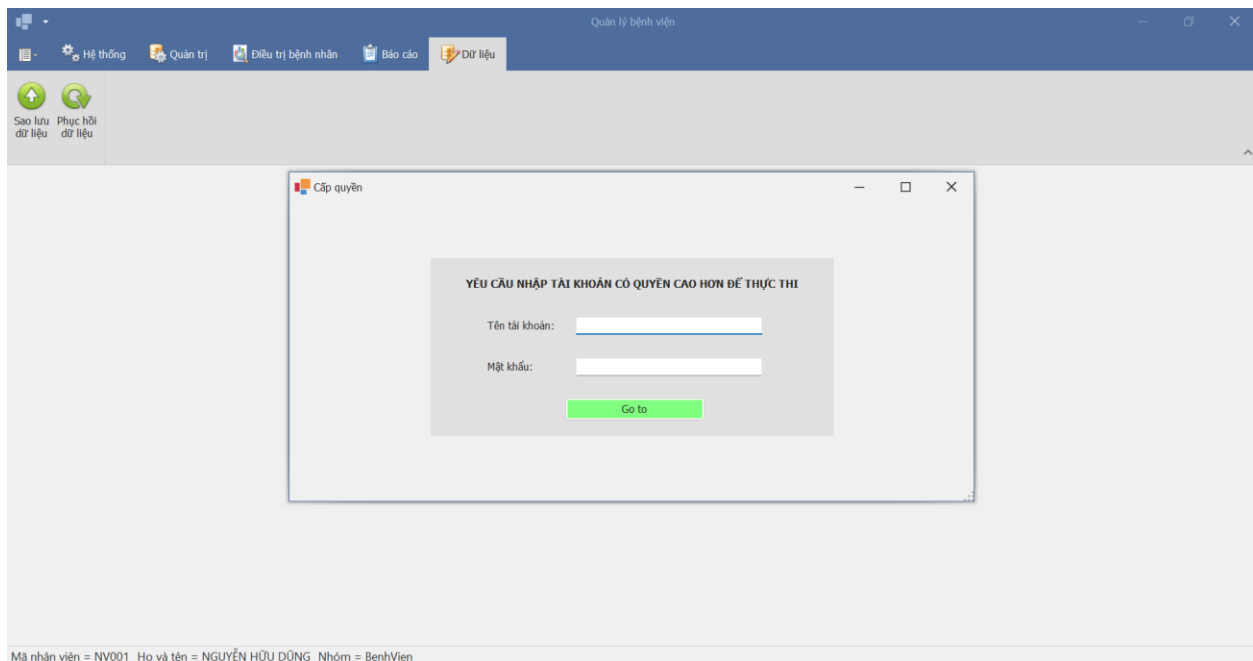 Quản lý bệnh viện
Hệ thống Quản trị Điều trị bệnh nhân Báo cáo Dữ liệu
Sao lưu dữ liệu
Phục hồi dữ liệu
Cấp quyền
YÊU CẦU NHẬP TÀI KHOẢN CÓ QUYỀN CAO HƠN ĐỂ THỰC THI
Tên tài khoản:
Mật khẩu:
Go to
Mã nhân viên = NV001 Họ và tên = NGUYỄN HỮU DŨNG Nhóm = BenhVien